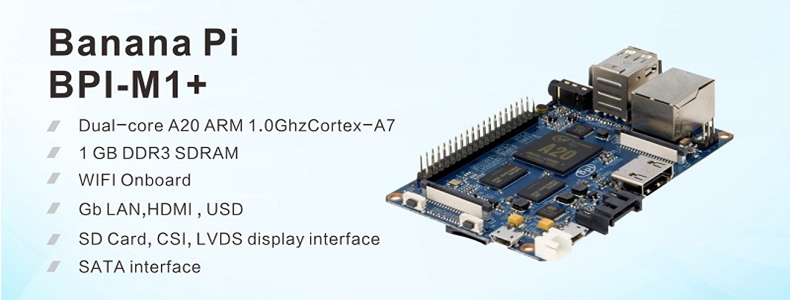 Banana Pi
BPI-M1+
Dual-core A20 ARM 1.0GhzCortex-A7
1 GB DDR3 SDRAM
WIFI Onboard
Gb LAN,HDMI , USD
SD Card, CSI, LVDS display interface
SATA interface
A20